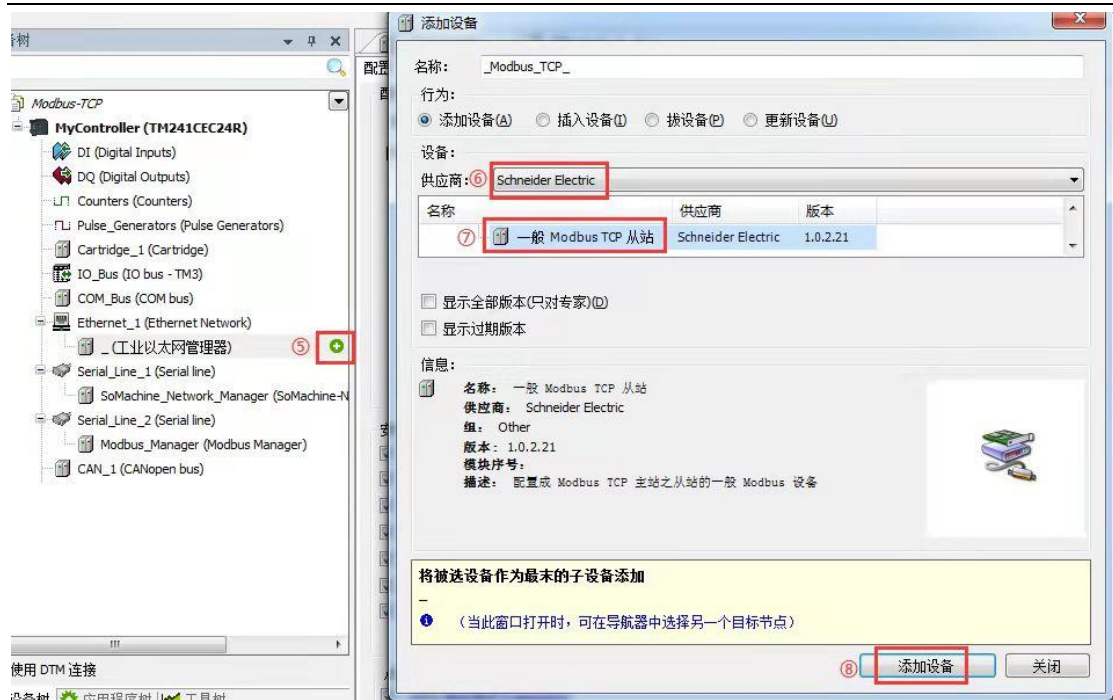 树
Modbus-TCP
MyController (TM241CEC24R)
DI (Digital Inputs)
DQ (Digital Outputs)
Counters (Counters)
Pulse_Generators (Pulse Generators)
Cartridge_1 (Cartridge)
IO_Bus (IO bus - TM3)
COM_Bus (COM bus)
Ethernet_1 (Ethernet Network)
_ (工业以太网管理器) ⑤
Serial_Line_1 (Serial line)
SoMachine_Network_Manager (SoMachine-N
Serial_Line_2 (Serial line)
Modbus_Manager (Modbus Manager)
CAN_1 (CANopen bus)
使用 DTM 连接
设备树 应用程序树 工具树
配置
添加设备
名称: _Modbus_TCP_
行为:
添加设备(A) 插入设备(I) 拔设备(P) 更新设备(U)
设备:
供应商:⑥ Schneider Electric
名称 供应商 版本
⑦ 一般 Modbus TCP 从站 Schneider Electric 1.0.2.21
显示全部版本(只对专家)(D)
显示过期版本
信息:
名称: 一般 Modbus TCP 从站
供应商: Schneider Electric
组: Other
版本: 1.0.2.21
模块序号:
描述: 配置成 Modbus TCP 主站之从站的一般 Modbus 设备
将被选设备作为最末的子设备添加
_
(当此窗口打开时，可在导航器中选择另一个目标节点)
⑧ 添加设备 关闭